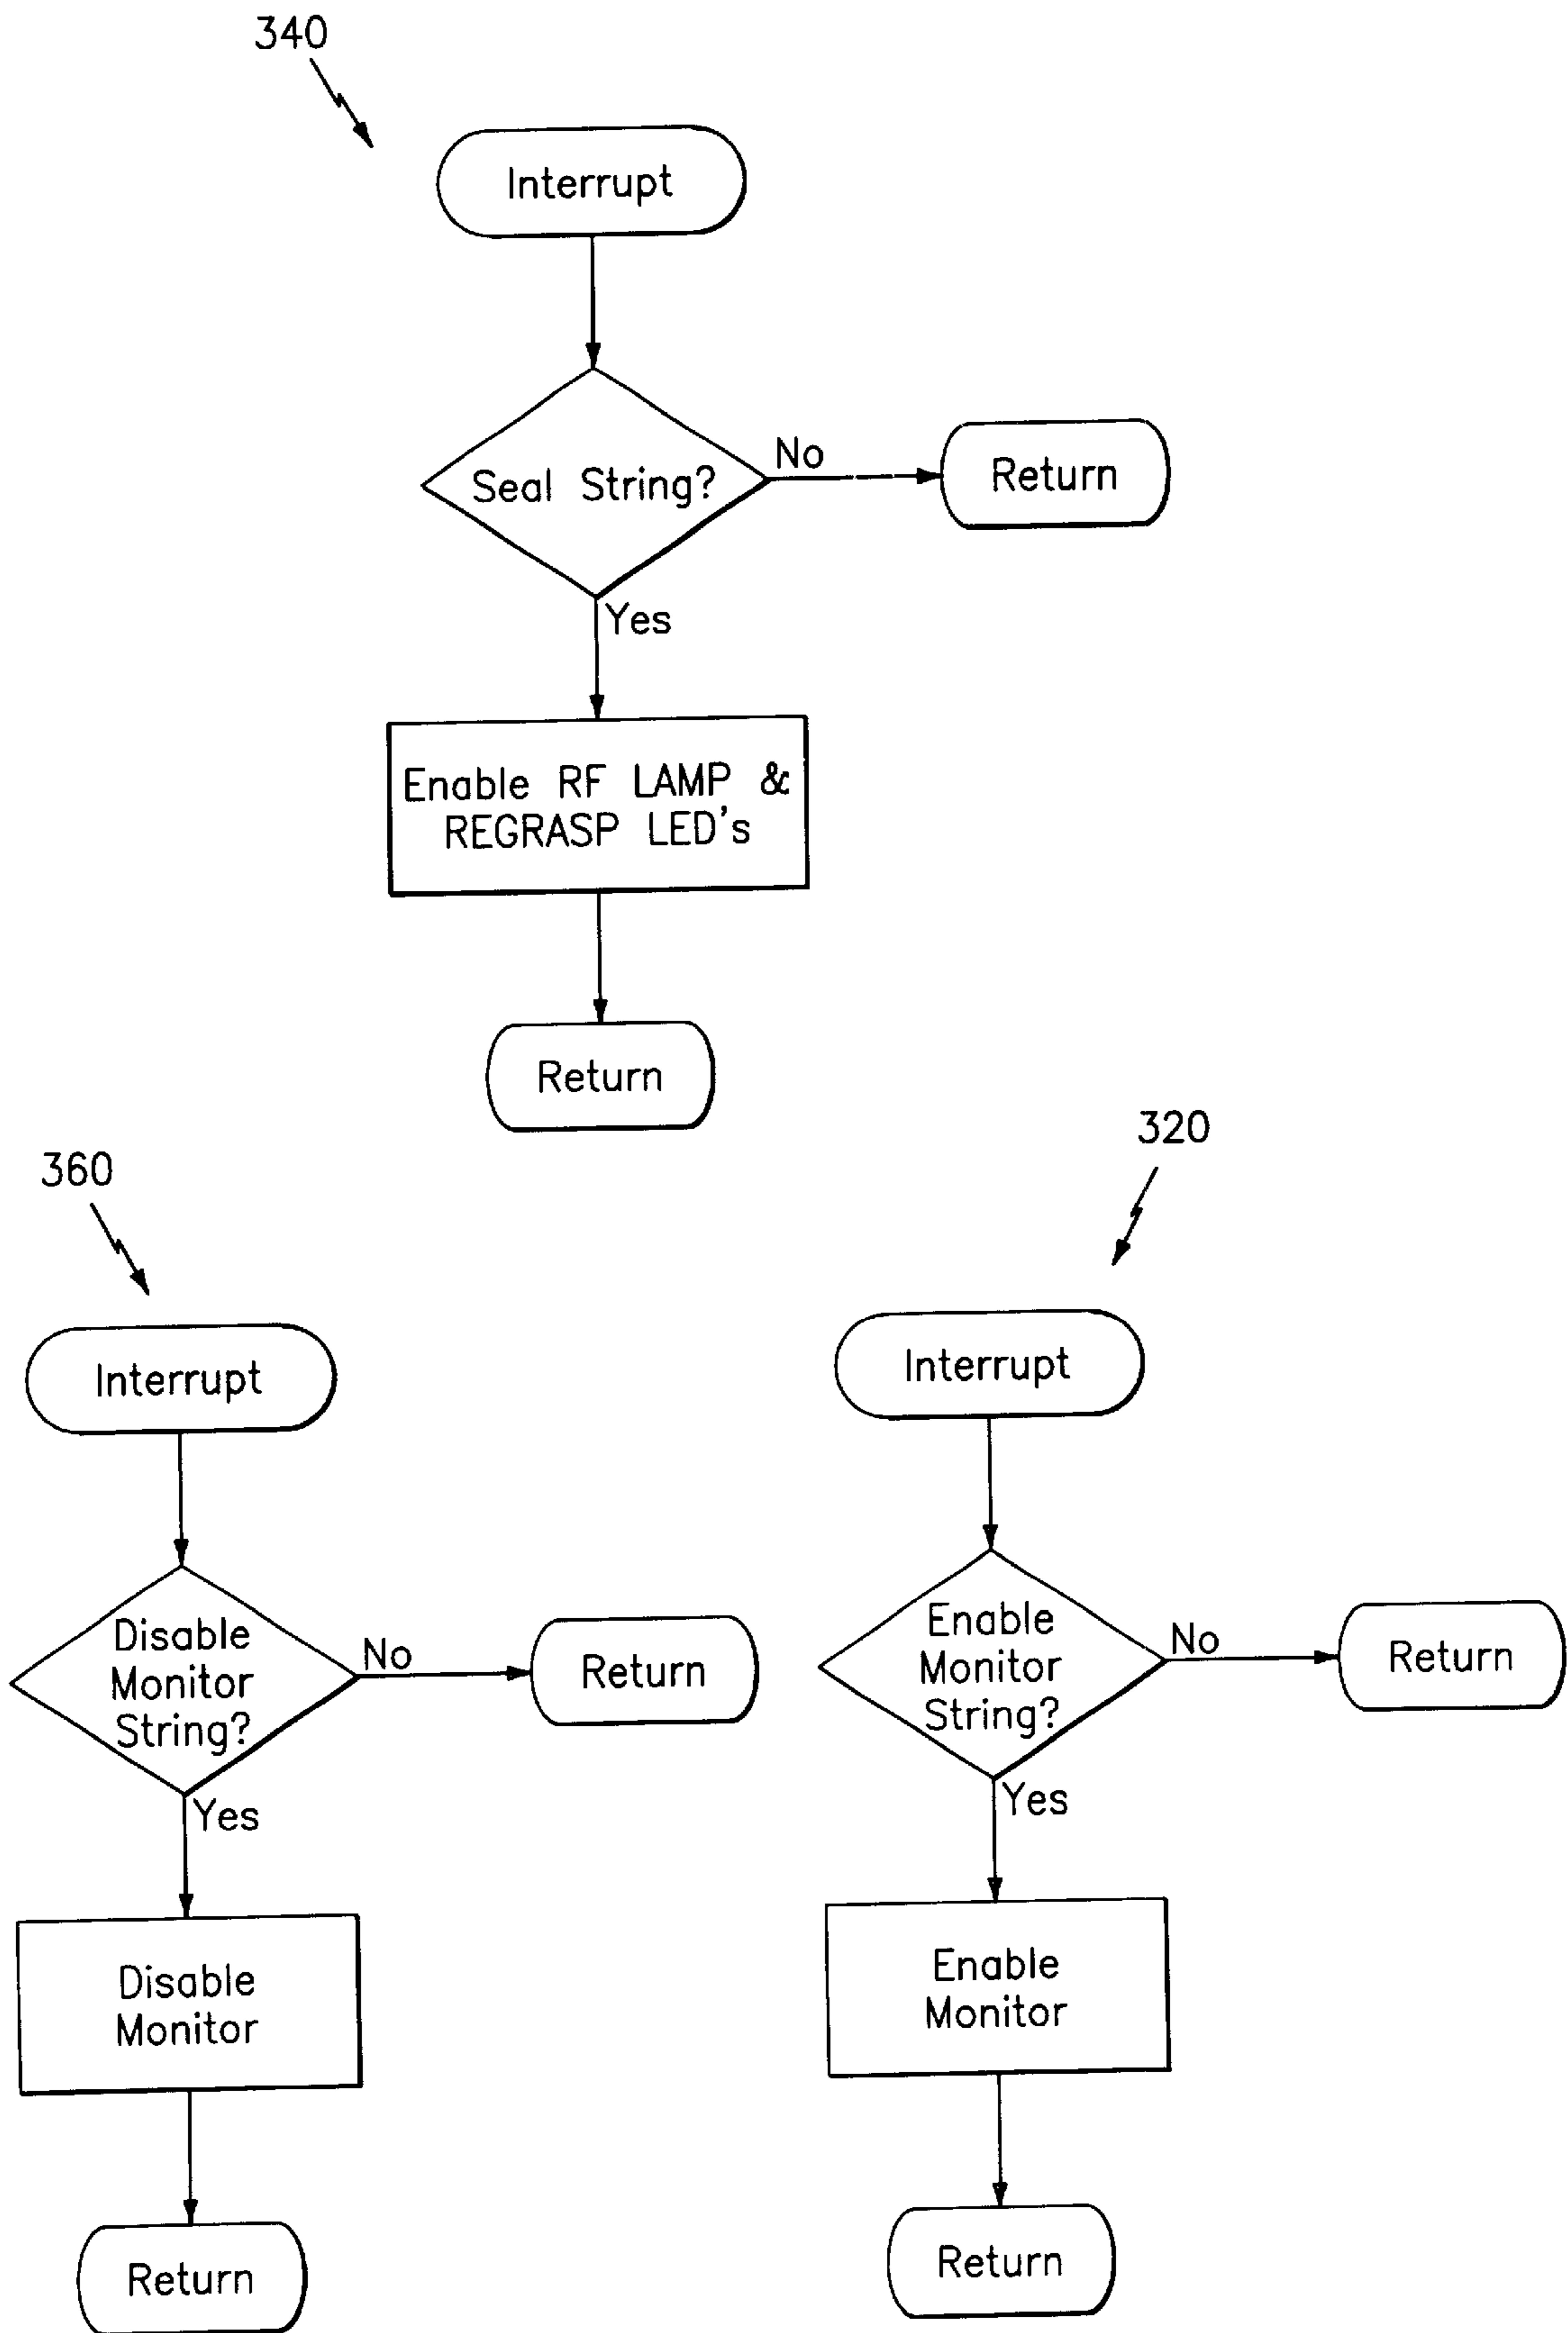 340
Interrupt
Seal String?
No
Return
Yes
Enable RF LAMP &
REGRASP LED's
Return
360
Interrupt
Disable
Monitor
String?
No
Return
Yes
Disable
Monitor
Return
320
Interrupt
Enable
Monitor
String?
No
Return
Yes
Enable
Monitor
Return